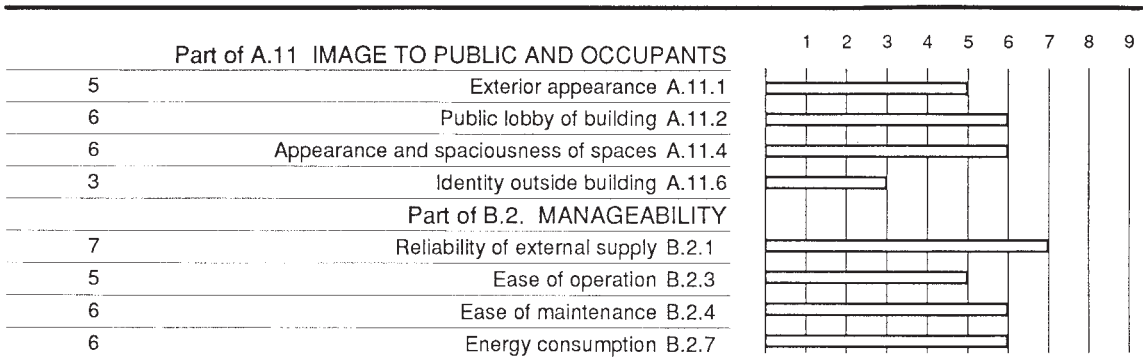 1 2 3 4 5 6 7 8 9
Part of A.11 IMAGE TO PUBLIC AND OCCUPANTS
5 Exterior appearance A.11.1
6 Public lobby of building A.11.2
6 Appearance and spaciousness of spaces A.11.4
3 Identity outside building A.11.6
Part of B.2. MANAGEABILITY
7 Reliability of external supply B.2.1
5 Ease of operation B.2.3
6 Ease of maintenance B.2.4
6 Energy consumption B.2.7